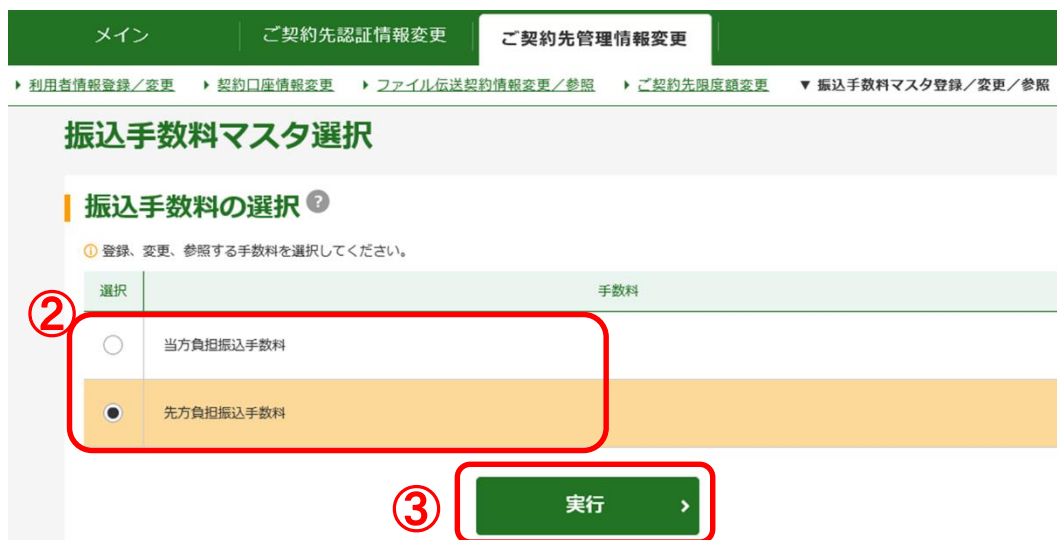 メイン ご契約先認証情報変更 ご契約先管理情報変更
利用者情報登録／変更 契約口座情報変更 ファイル伝送契約情報変更／参照 ご契約先限度額変更 ▼ 振込手数料マスタ登録／変更／参照
振込手数料マスタ選択
振込手数料の選択 ?
登録、変更、参照する手数料を選択してください。
選択 手数料
②
当方負担振込手数料
先方負担振込手数料
③ 実行